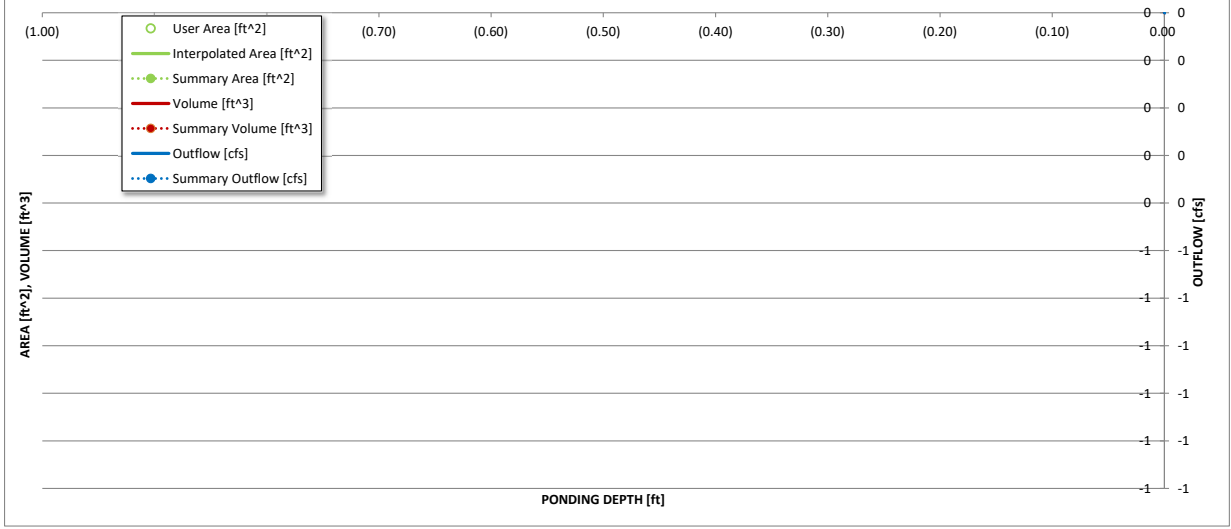 0 0
(1.00) (0.70) (0.60) (0.50) (0.40) (0.30) (0.20) (0.10) 0.00
User Area [ft^2]
Interpolated Area [ft^2]
Summary Area [ft^2]
Volume [ft^3]
Summary Volume [ft^3]
Outflow [cfs]
Summary Outflow [cfs]
0 0
0 0
0 0
0 0
-1 -1
-1 -1
-1 -1
-1 -1
-1 -1
-1 -1
AREA [ft^2], VOLUME [ft^3]
OUTFLOW [cfs]
PONDING DEPTH [ft]